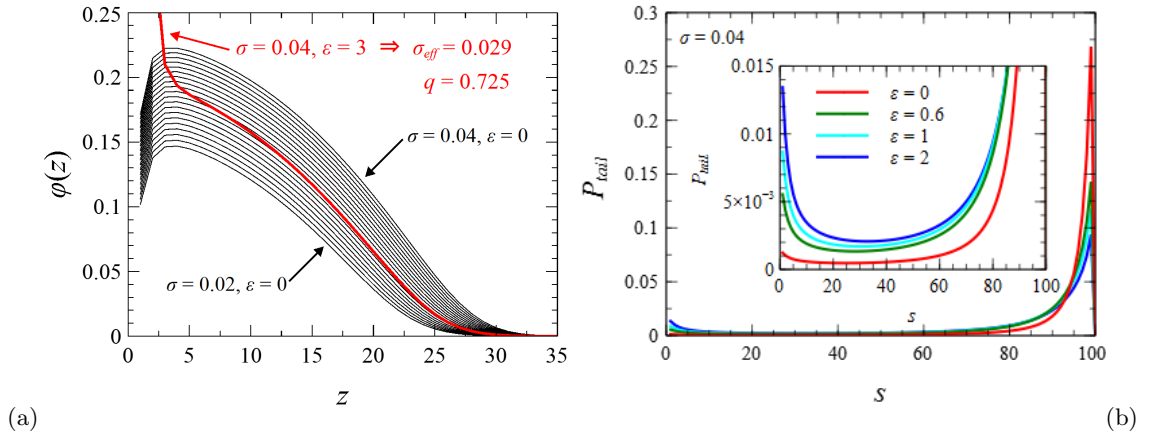 0.25
0.2
0.15
0.1
0.05
0
φ(z)
σ = 0.04, ε = 3 ⇒ σeff = 0.029
q = 0.725
σ = 0.04, ε = 0
σ = 0.02, ε = 0
0 5 10 15 20 25 30 35
z
(a)
0.3
0.25
0.2
0.15
0.1
0.05
0
Ptail
σ = 0.04
0.015
0.01
5×10⁻³
0
Ptail
ε = 0
ε = 0.6
ε = 1
ε = 2
0 20 40 60 80 100
s
0 20 40 60 80 100
s
(b)